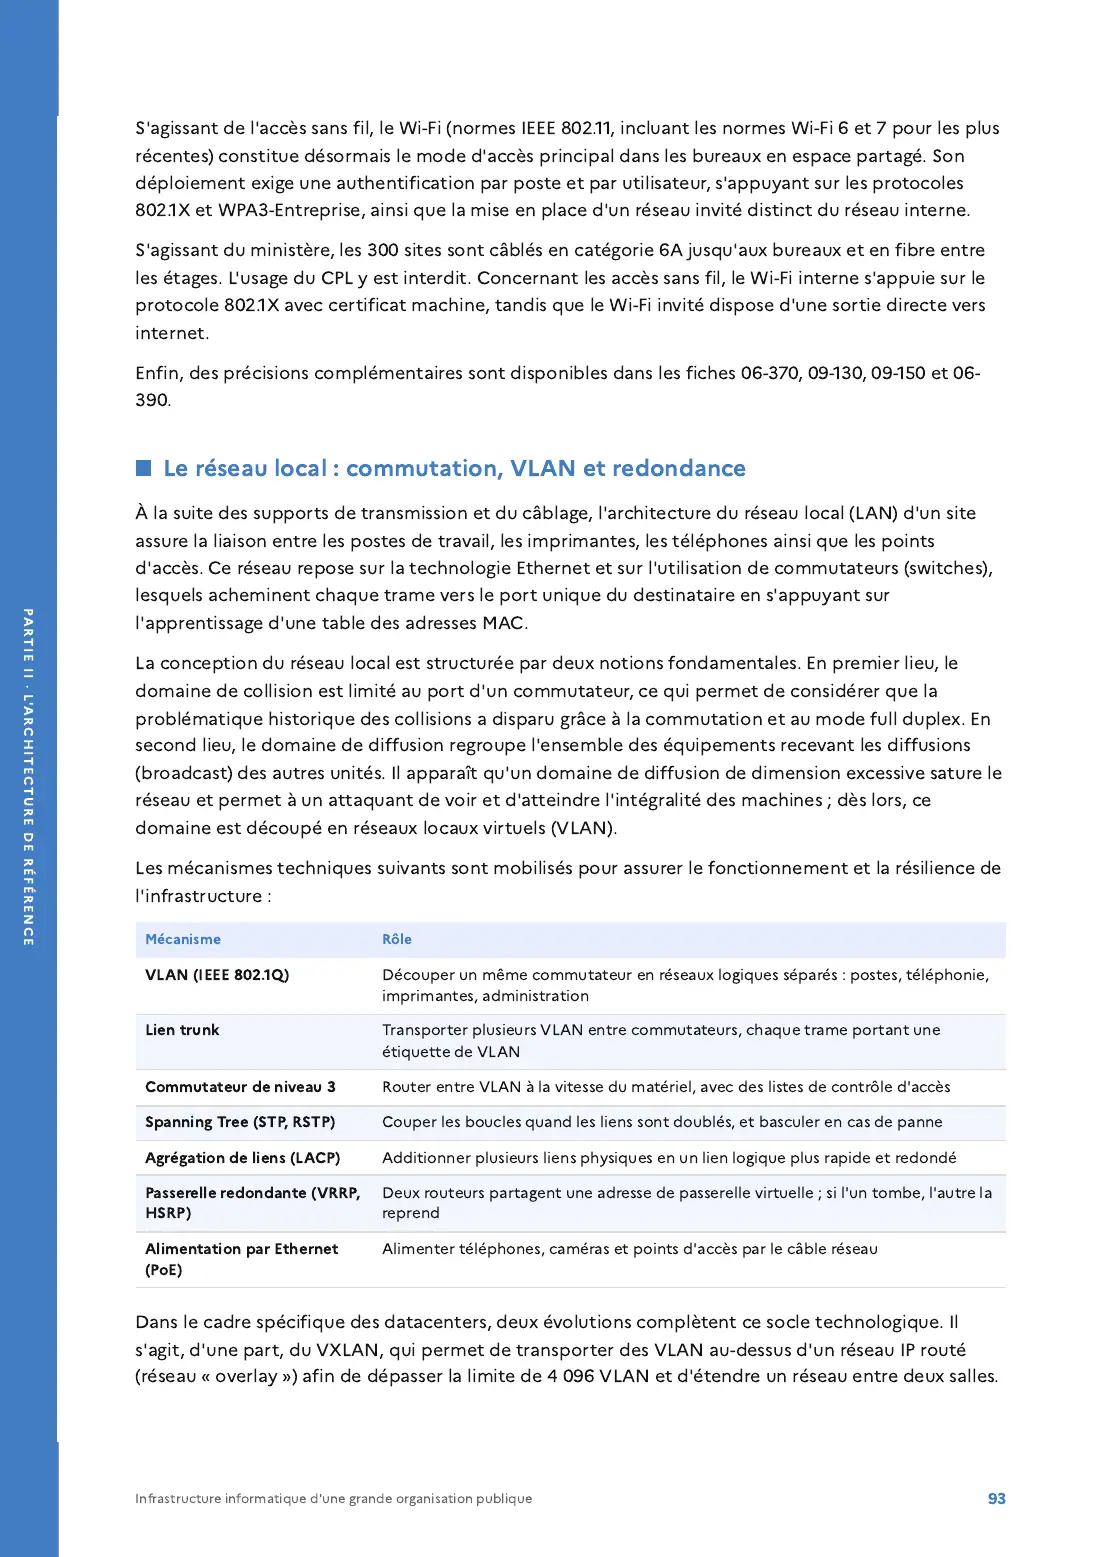 S'agissant de l'accès sans fil, le Wi-Fi (normes IEEE 802.11, incluant les normes Wi-Fi 6 et 7 pour les plus
récentes) constitue désormais le mode d'accès principal dans les bureaux en espace partagé. Son
déploiement exige une authentification par poste et par utilisateur, s'appuyant sur les protocoles
802.1X et WPA3-Entreprise, ainsi que la mise en place d'un réseau invité distinct du réseau interne.
S'agissant du ministère, les 300 sites sont câblés en catégorie 6A jusqu'aux bureaux et en fibre entre
les étages. L'usage du CPL y est interdit. Concernant les accès sans fil, le Wi-Fi interne s'appuie sur le
protocole 802.1X avec certificat machine, tandis que le Wi-Fi invité dispose d'une sortie directe vers
internet.
Enfin, des précisions complémentaires sont disponibles dans les fiches 06-370, 09-130, 09-150 et 06-
390.
Le réseau local : commutation, VLAN et redondance
À la suite des supports de transmission et du câblage, l'architecture du réseau local (LAN) d'un site
assure la liaison entre les postes de travail, les imprimantes, les téléphones ainsi que les points
d'accès. Ce réseau repose sur la technologie Ethernet et sur l'utilisation de commutateurs (switches),
lesquels acheminent chaque trame vers le port unique du destinataire en s'appuyant sur
l'apprentissage d'une table des adresses MAC.
La conception du réseau local est structurée par deux notions fondamentales. En premier lieu, le
domaine de collision est limité au port d'un commutateur, ce qui permet de considérer que la
problématique historique des collisions a disparu grâce à la commutation et au mode full duplex. En
second lieu, le domaine de diffusion regroupe l'ensemble des équipements recevant les diffusions
(broadcast) des autres unités. Il apparaît qu'un domaine de diffusion de dimension excessive sature le
réseau et permet à un attaquant de voir et d'atteindre l'intégralité des machines ; dès lors, ce
domaine est découpé en réseaux locaux virtuels (VLAN).
Les mécanismes techniques suivants sont mobilisés pour assurer le fonctionnement et la résilience de
l'infrastructure :
Mécanisme Rôle
VLAN (IEEE 802.1Q) Découper un même commutateur en réseaux logiques séparés : postes, téléphonie,
imprimantes, administration
Lien trunk Transporter plusieurs VLAN entre commutateurs, chaque trame portant une
étiquette de VLAN
Commutateur de niveau 3 Router entre VLAN à la vitesse du matériel, avec des listes de contrôle d'accès
Spanning Tree (STP, RSTP) Couper les boucles quand les liens sont doublés, et basculer en cas de panne
Agrégation de liens (LACP) Additionner plusieurs liens physiques en un lien logique plus rapide et redondé
Passerelle redondante (VRRP, Deux routeurs partagent une adresse de passerelle virtuelle ; si l'un tombe, l'autre la
HSRP) reprend
Alimentation par Ethernet Alimenter téléphones, caméras et points d'accès par le câble réseau
(PoE)
Dans le cadre spécifique des datacenters, deux évolutions complètent ce socle technologique. Il
s'agit, d'une part, du VXLAN, qui permet de transporter des VLAN au-dessus d'un réseau IP routé
(réseau « overlay ») afin de dépasser la limite de 4 096 VLAN et d'étendre un réseau entre deux salles.
Infrastructure informatique d'une grande organisation publique 93
PARTIE II · L'ARCHITECTURE DE RÉFÉRENCE